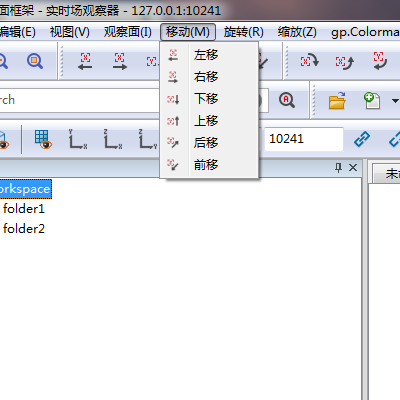 面框架 - 实时场观察器 - 127.0.0.1:10241
编辑(E) 视图(V) 观察面(I) 移动(M) 旋转(R) 缩放(Z) gp.Colorma
左移
右移
rch
下移
上移
后移
10241
前移
orkspace
未
folder1
folder2